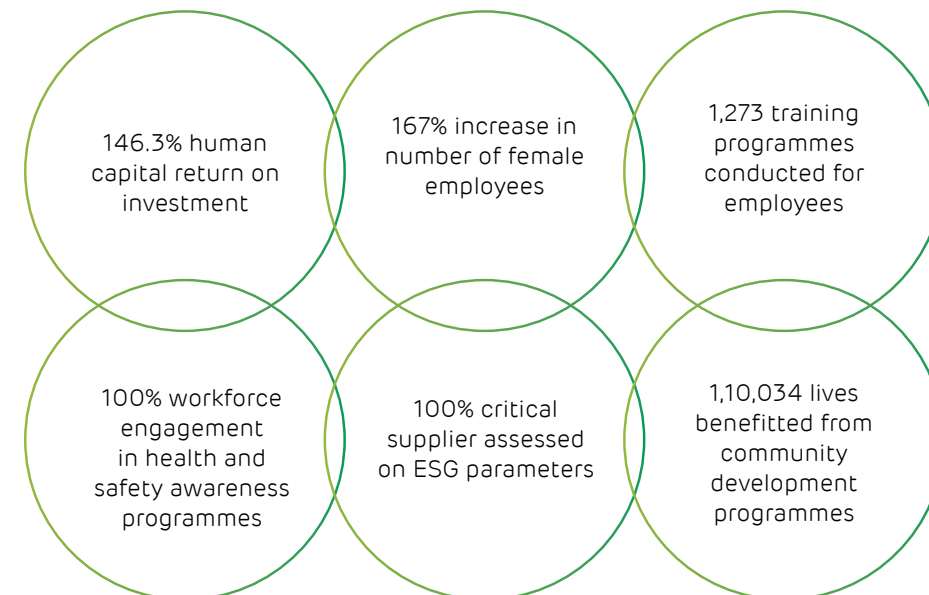 146.3% human
capital return on
investment
167% increase in
number of female
employees
1,273 training
programmes
conducted for
employees
100% workforce
engagement
in health and
safety awareness
programmes
100% critical
supplier assessed
on ESG parameters
1,10,034 lives
benefitted from
community
development
programmes